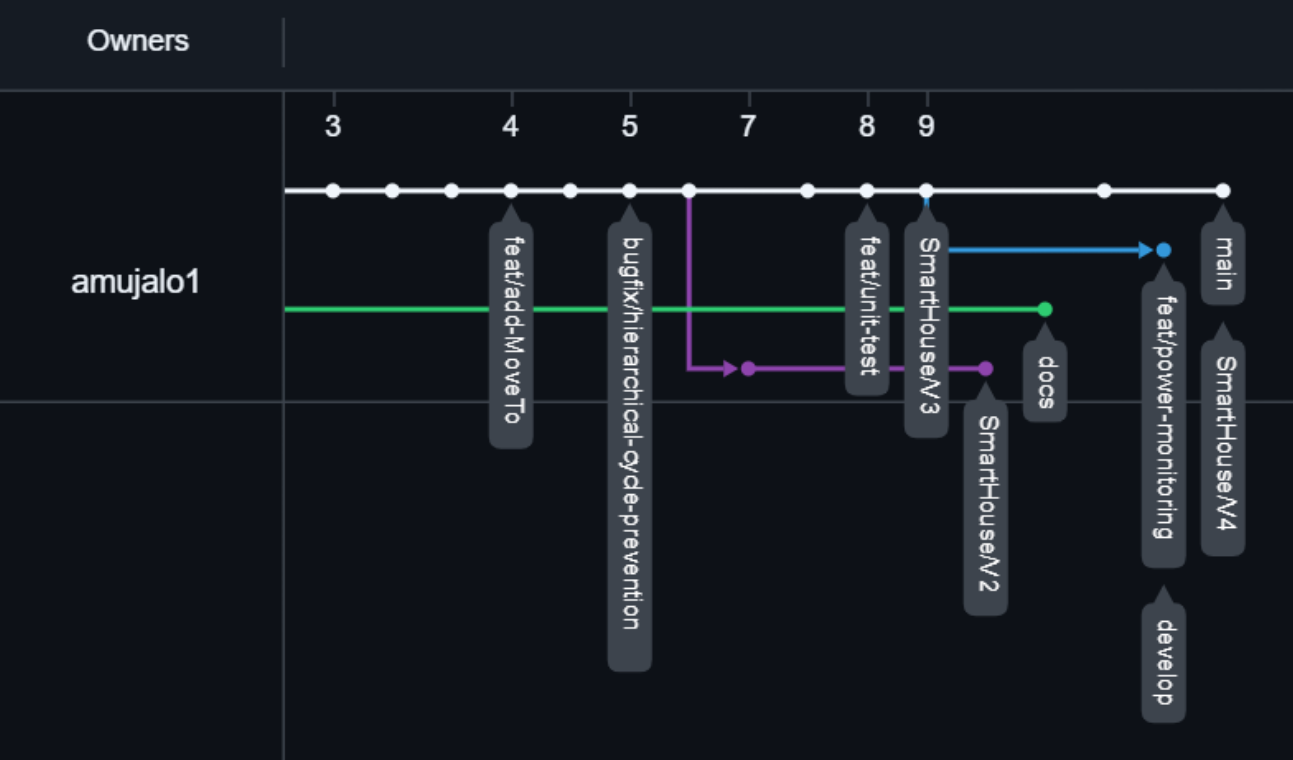 Owners
3 4 5 7 8 9
amujalo1
feat/add-MoveTo
bugfix/hierarchical-cycle-prevention
feat/unit-test
SmartHouse/V3
SmartHouse/V2
docs
feat/power-monitoring
develop
main
SmartHouse/V4